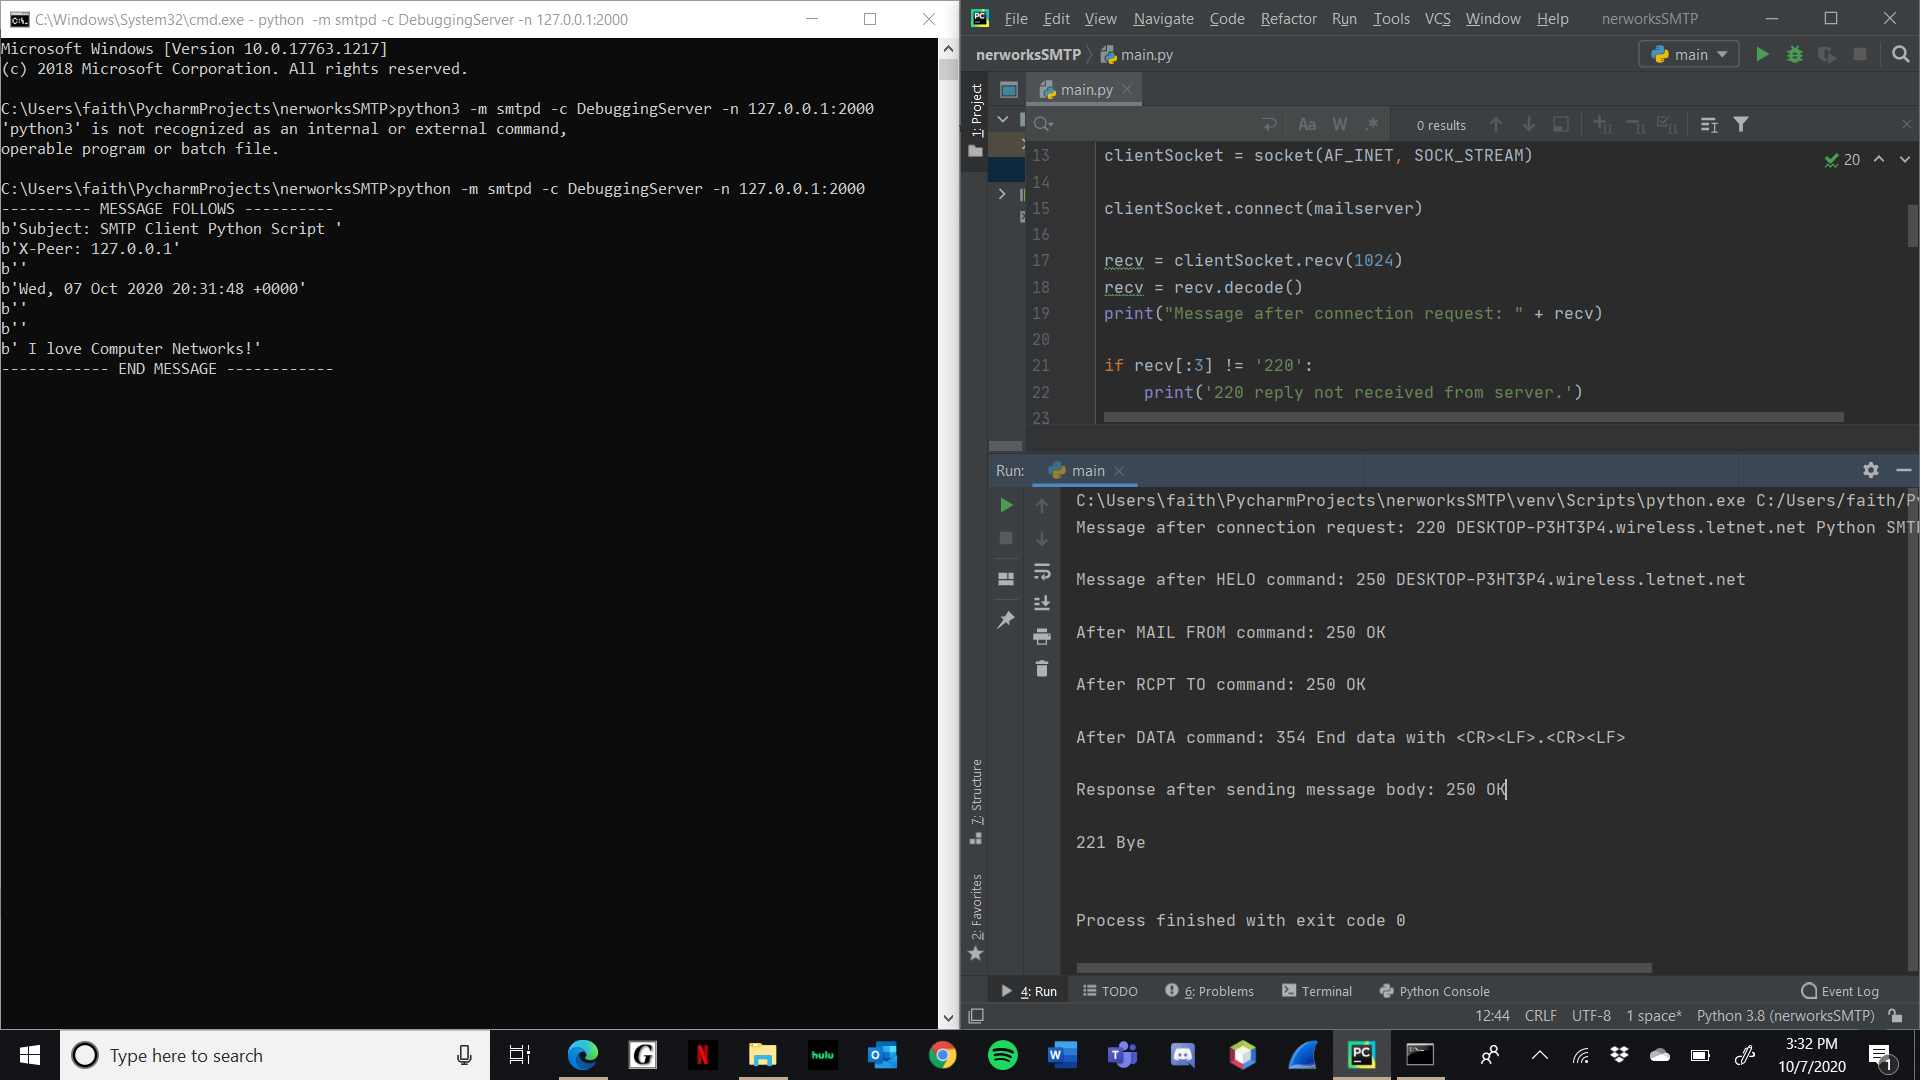 C:\Windows\System32\cmd.exe - python  -m smtpd -c DebuggingServer -n 127.0.0.1:2000
Microsoft Windows [Version 10.0.17763.1217]
(c) 2018 Microsoft Corporation. All rights reserved.
C:\Users\faith\PycharmProjects\nerworksSMTP>python3 -m smtpd -c DebuggingServer -n 127.0.0.1:2000
'python3' is not recognized as an internal or external command,
operable program or batch file.
C:\Users\faith\PycharmProjects\nerworksSMTP>python -m smtpd -c DebuggingServer -n 127.0.0.1:2000
---------- MESSAGE FOLLOWS ----------
b'Subject: SMTP Client Python Script '
b'X-Peer: 127.0.0.1'
b''
b'Wed, 07 Oct 2020 20:31:48 +0000'
b''
b''
b' I love Computer Networks!'
------------ END MESSAGE ------------
PC File Edit View Navigate Code Refactor Run Tools VCS Window Help nerworksSMTP
nerworksSMTP main.py main
1: Project
main.py
Aa W .* 0 results
20
13 clientSocket = socket(AF_INET, SOCK_STREAM)
14
15 clientSocket.connect(mailserver)
16
17 recv = clientSocket.recv(1024)
18 recv = recv.decode()
19 print("Message after connection request: " + recv)
20
21 if recv[:3] != '220':
22 print('220 reply not received from server.')
23
Run: main
C:\Users\faith\PycharmProjects\nerworksSMTP\venv\Scripts\python.exe C:/Users/faith/Py
Message after connection request: 220 DESKTOP-P3HT3P4.wireless.letnet.net Python SMTP
Message after HELO command: 250 DESKTOP-P3HT3P4.wireless.letnet.net
After MAIL FROM command: 250 OK
After RCPT TO command: 250 OK
After DATA command: 354 End data with <CR><LF>.<CR><LF>
Response after sending message body: 250 OK
221 Bye
Process finished with exit code 0
7: Structure
2: Favorites
4: Run TODO 6: Problems Terminal Python Console Event Log
12:44 CRLF UTF-8 1 space* Python 3.8 (nerworksSMTP)
Type here to search
G N hulu PC
3:32 PM
10/7/2020
1